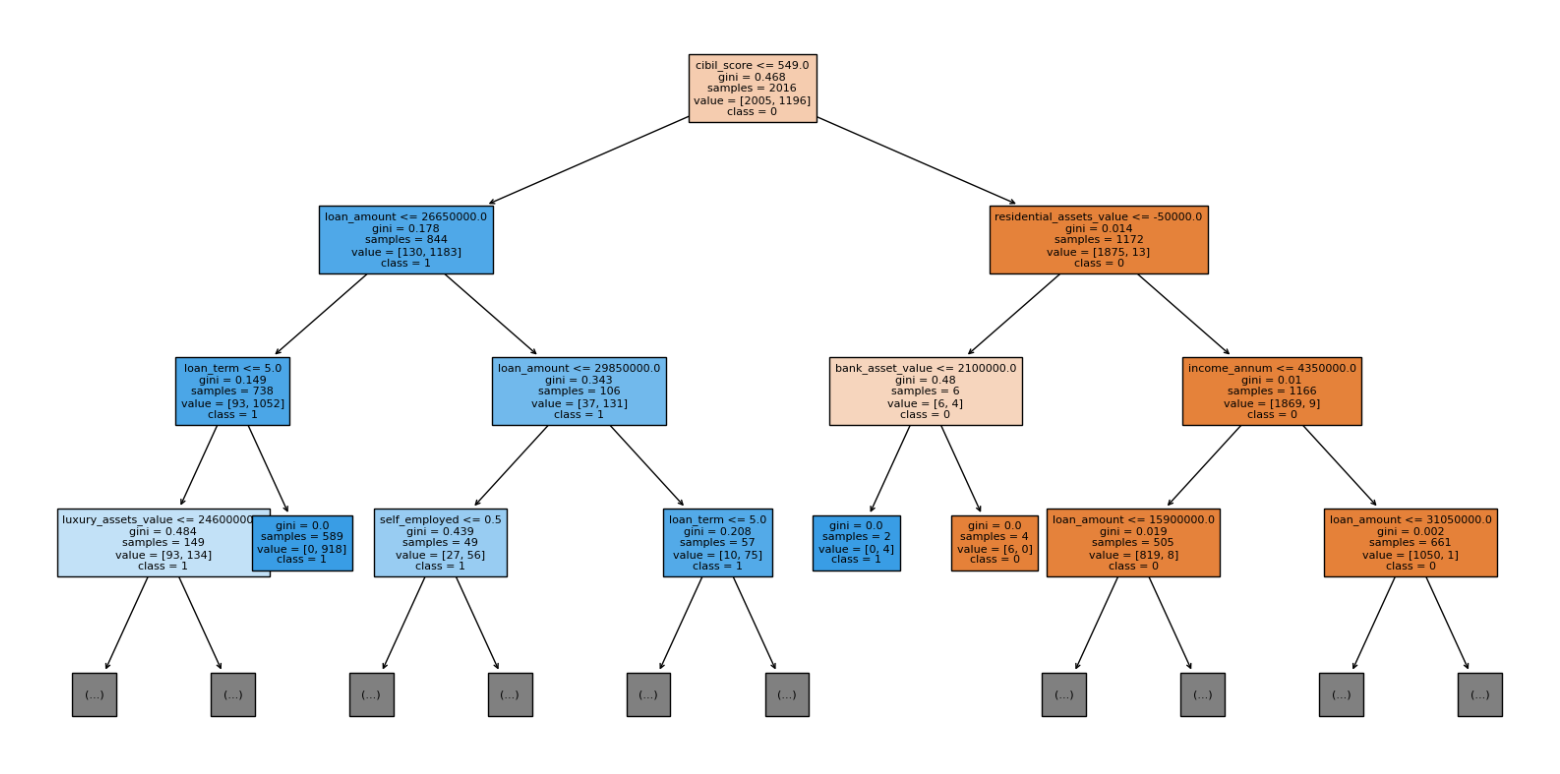 cibil_score <= 549.0
gini = 0.468
samples = 2016
value = [2005, 1196]
class = 0
loan_amount <= 26650000.0
gini = 0.178
samples = 844
value = [130, 1183]
class = 1
residential_assets_value <= -50000.0
gini = 0.014
samples = 1172
value = [1875, 13]
class = 0
loan_term <= 5.0
gini = 0.149
samples = 738
value = [93, 1052]
class = 1
loan_amount <= 29850000.0
gini = 0.343
samples = 106
value = [37, 131]
class = 1
bank_asset_value <= 2100000.0
gini = 0.48
samples = 6
value = [6, 4]
class = 0
income_annum <= 4350000.0
gini = 0.01
samples = 1166
value = [1869, 9]
class = 0
luxury_assets_value <= 24600000
gini = 0.484
samples = 149
value = [93, 134]
class = 1
gini = 0.0
samples = 589
value = [0, 918]
class = 1
self_employed <= 0.5
gini = 0.439
samples = 49
value = [27, 56]
class = 1
loan_term <= 5.0
gini = 0.208
samples = 57
value = [10, 75]
class = 1
gini = 0.0
samples = 2
value = [0, 4]
class = 1
gini = 0.0
samples = 4
value = [6, 0]
class = 0
loan_amount <= 15900000.0
gini = 0.019
samples = 505
value = [819, 8]
class = 0
loan_amount <= 31050000.0
gini = 0.002
samples = 661
value = [1050, 1]
class = 0
(...)
(...)
(...)
(...)
(...)
(...)
(...)
(...)
(...)
(...)